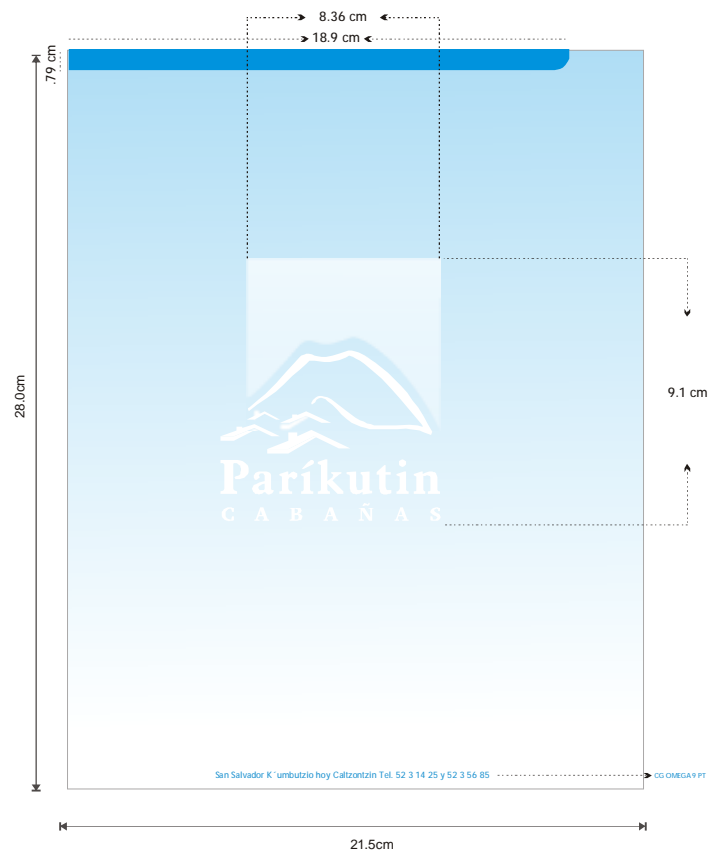 8.36 cm
18.9 cm
.79 cm
28.0cm
9.1 cm
Paríkutin
CABAÑAS
San Salvador K´umbutzio hoy Caltzontzin Tel. 52 3 14 25 y 52 3 56 85
CG OMEGA 9 PT
21.5cm